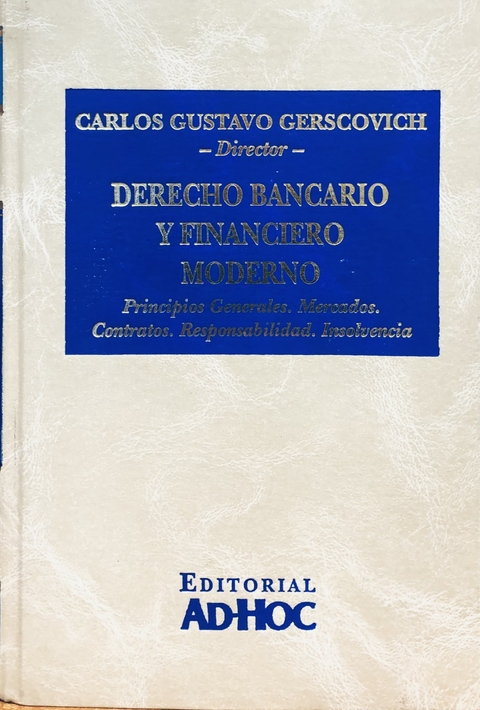 CARLOS GUSTAVO GERSCOVICH
– Director –
DERECHO BANCARIO
Y FINANCIERO
MODERNO
Principios Generales. Mercados.
Contratos. Responsabilidad. Insolvencia
EDITORIAL
AD-HOC